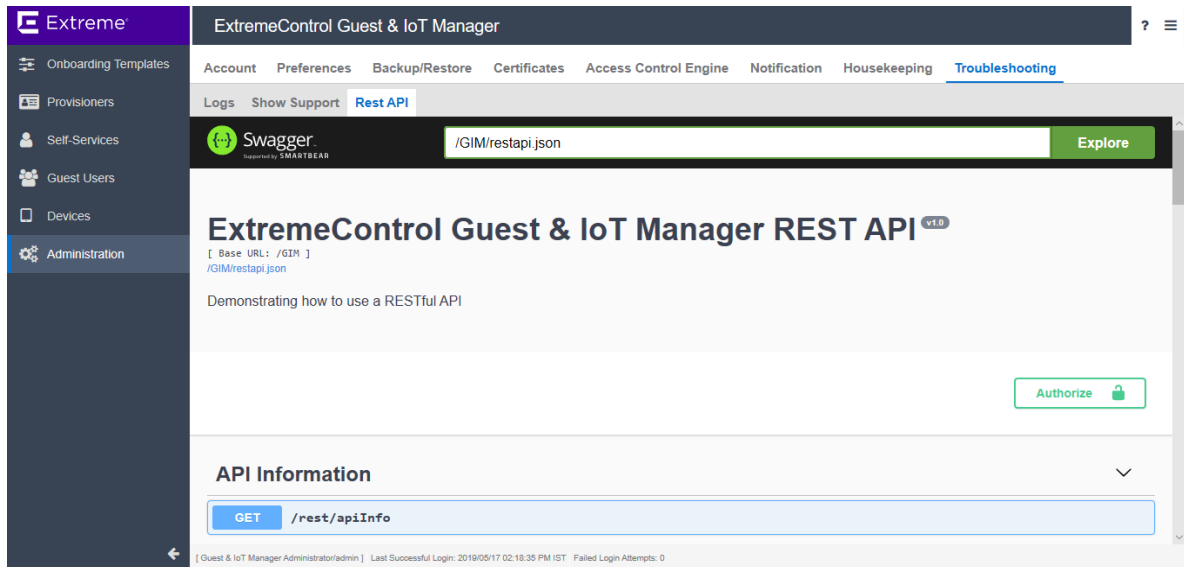 Extreme
ExtremeControl Guest & IoT Manager
?
Onboarding Templates
Provisioners
Self-Services
Guest Users
Devices
Administration
Account Preferences Backup/Restore Certificates Access Control Engine Notification Housekeeping Troubleshooting
Logs Show Support Rest API
{··} Swagger
Supported by SMARTBEAR
/GIM/restapi.json
Explore
ExtremeControl Guest & IoT Manager REST API v1.0
[ Base URL: /GIM ]
/GIM/restapi.json
Demonstrating how to use a RESTful API
Authorize
API Information
GET /rest/apiInfo
[ Guest & IoT Manager Administrator/admin ] Last Successful Login: 2019/05/17 02:18:35 PM IST Failed Login Attempts: 0